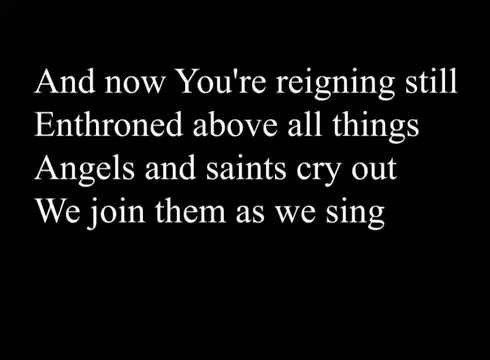 And now You're reigning still
Enthroned above all things
Angels and saints cry out
We join them as we sing